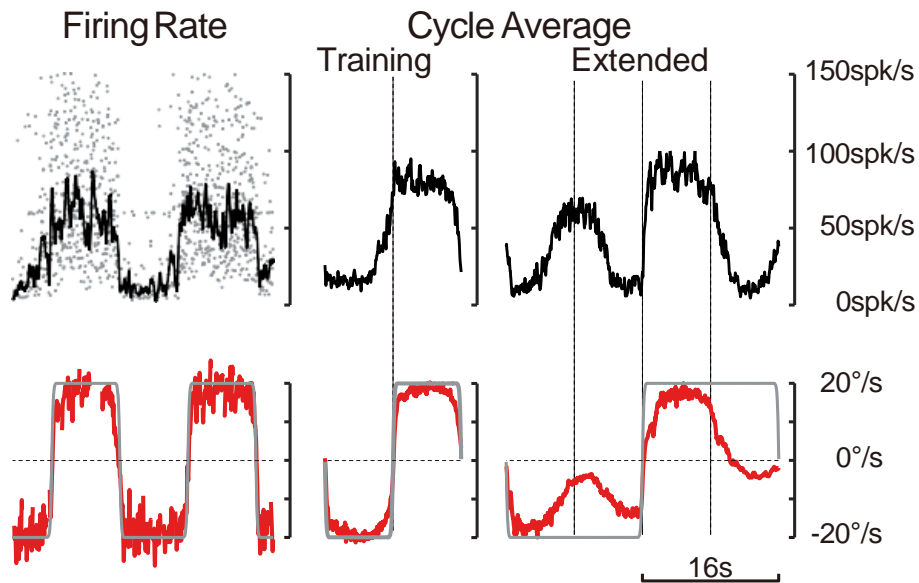 Firing Rate
Cycle Average
Training
Extended
150spk/s
100spk/s
50spk/s
0spk/s
20°/s
0°/s
-20°/s
16s